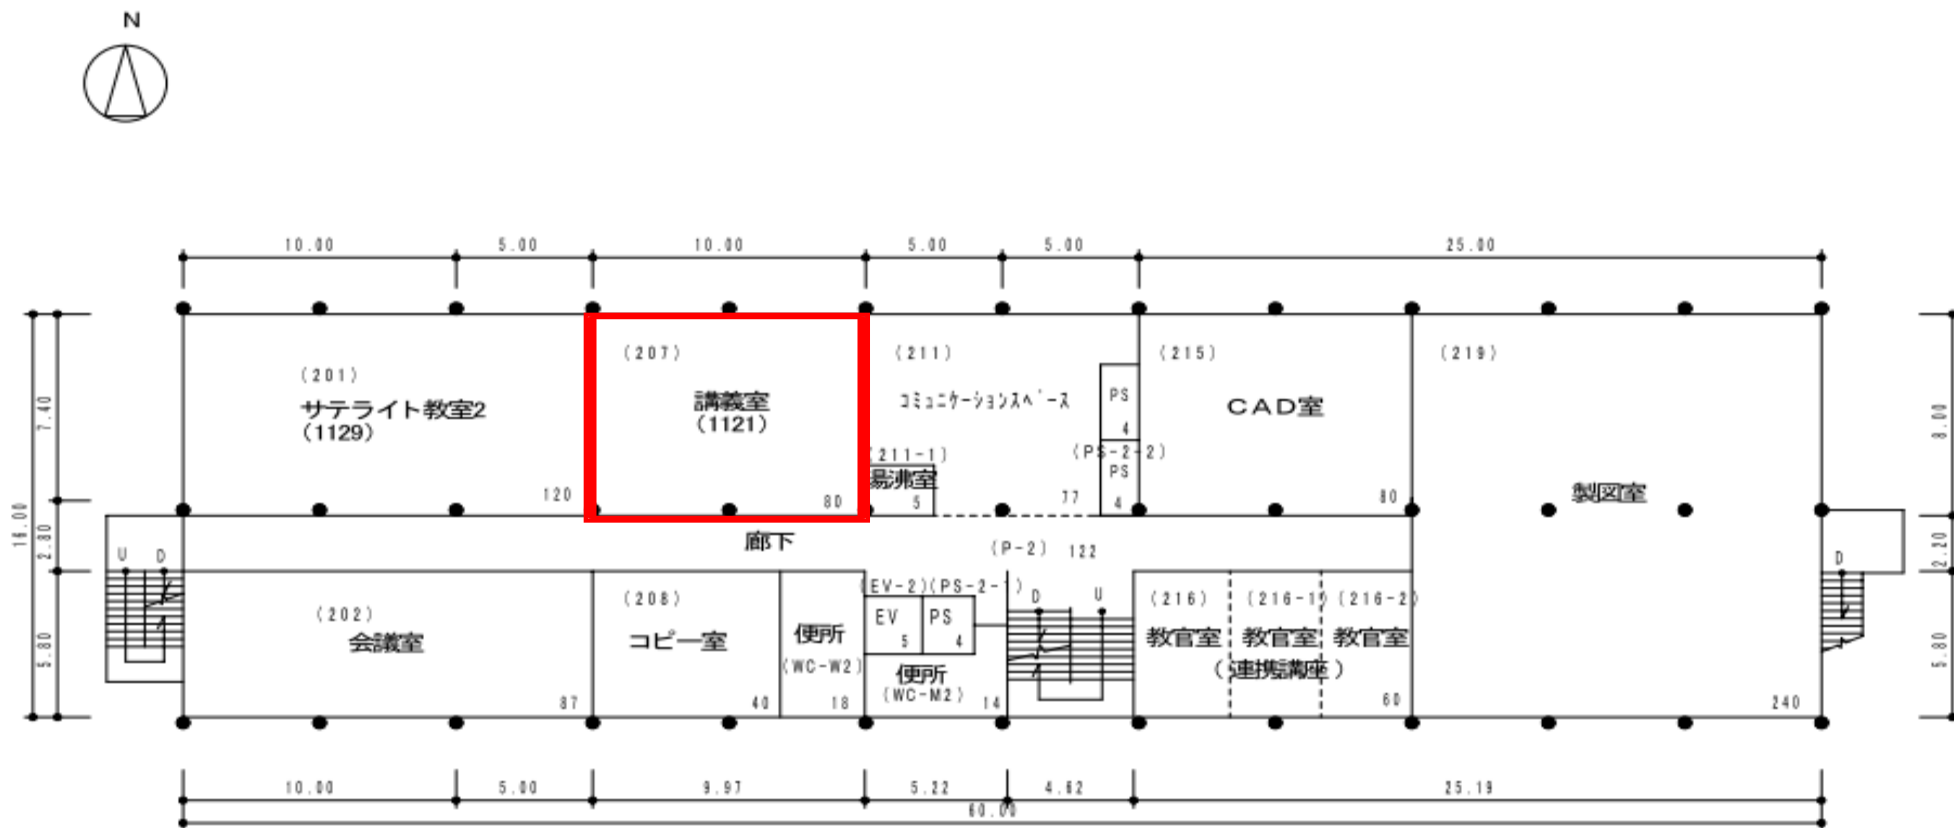 N
10.00
5.00
10.00
5.00
5.00
25.00
(201)
サテライト教室2
(1129)
120
(207)
講義室
(1121)
80
(211)
コミュニケーションスペース
(211-1)
湯沸室
5
77
PS
4
(PS-2-2)
PS
4
(215)
CAD室
80
(219)
製図室
240
16.00
7.40
2.80
5.80
8.00
2.20
5.80
廊下
(P-2)
122
U
D
(202)
会議室
87
(208)
コピー室
40
便所
(WC-W2)
18
(EV-2)
EV
5
(PS-2-1)
PS
4
便所
(WC-M2)
14
D
U
(216)
教官室
(216-1)
教官室
(216-2)
教官室
(連携講座)
60
D
10.00
5.00
9.97
5.22
4.62
25.19
60.00